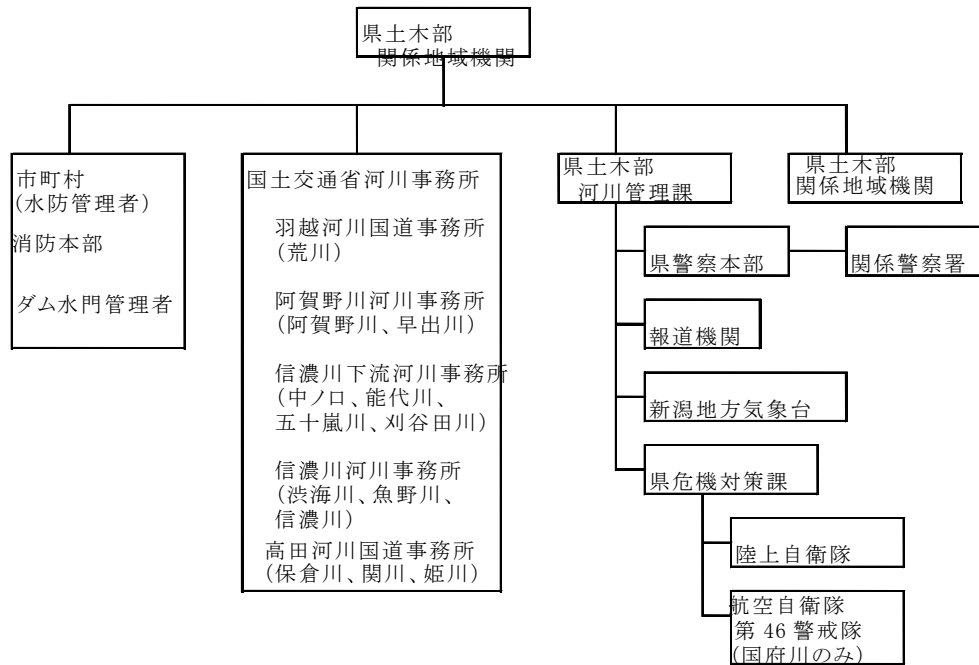 県土木部
関係地域機関
市町村
(水防管理者)
消防本部
ダム水門管理者
国土交通省河川事務所
羽越河川国道事務所
(荒川)
阿賀野川河川事務所
(阿賀野川、早出川)
信濃川下流河川事務所
(中ノ口、能代川、
五十嵐川、刈谷田川)
信濃川河川事務所
(渋海川、魚野川、
信濃川)
高田河川国道事務所
(保倉川、関川、姫川)
県土木部
河川管理課
県土木部
関係地域機関
県警察本部
関係警察署
報道機関
新潟地方気象台
県危機対策課
陸上自衛隊
航空自衛隊
第 46 警戒隊
(国府川のみ)